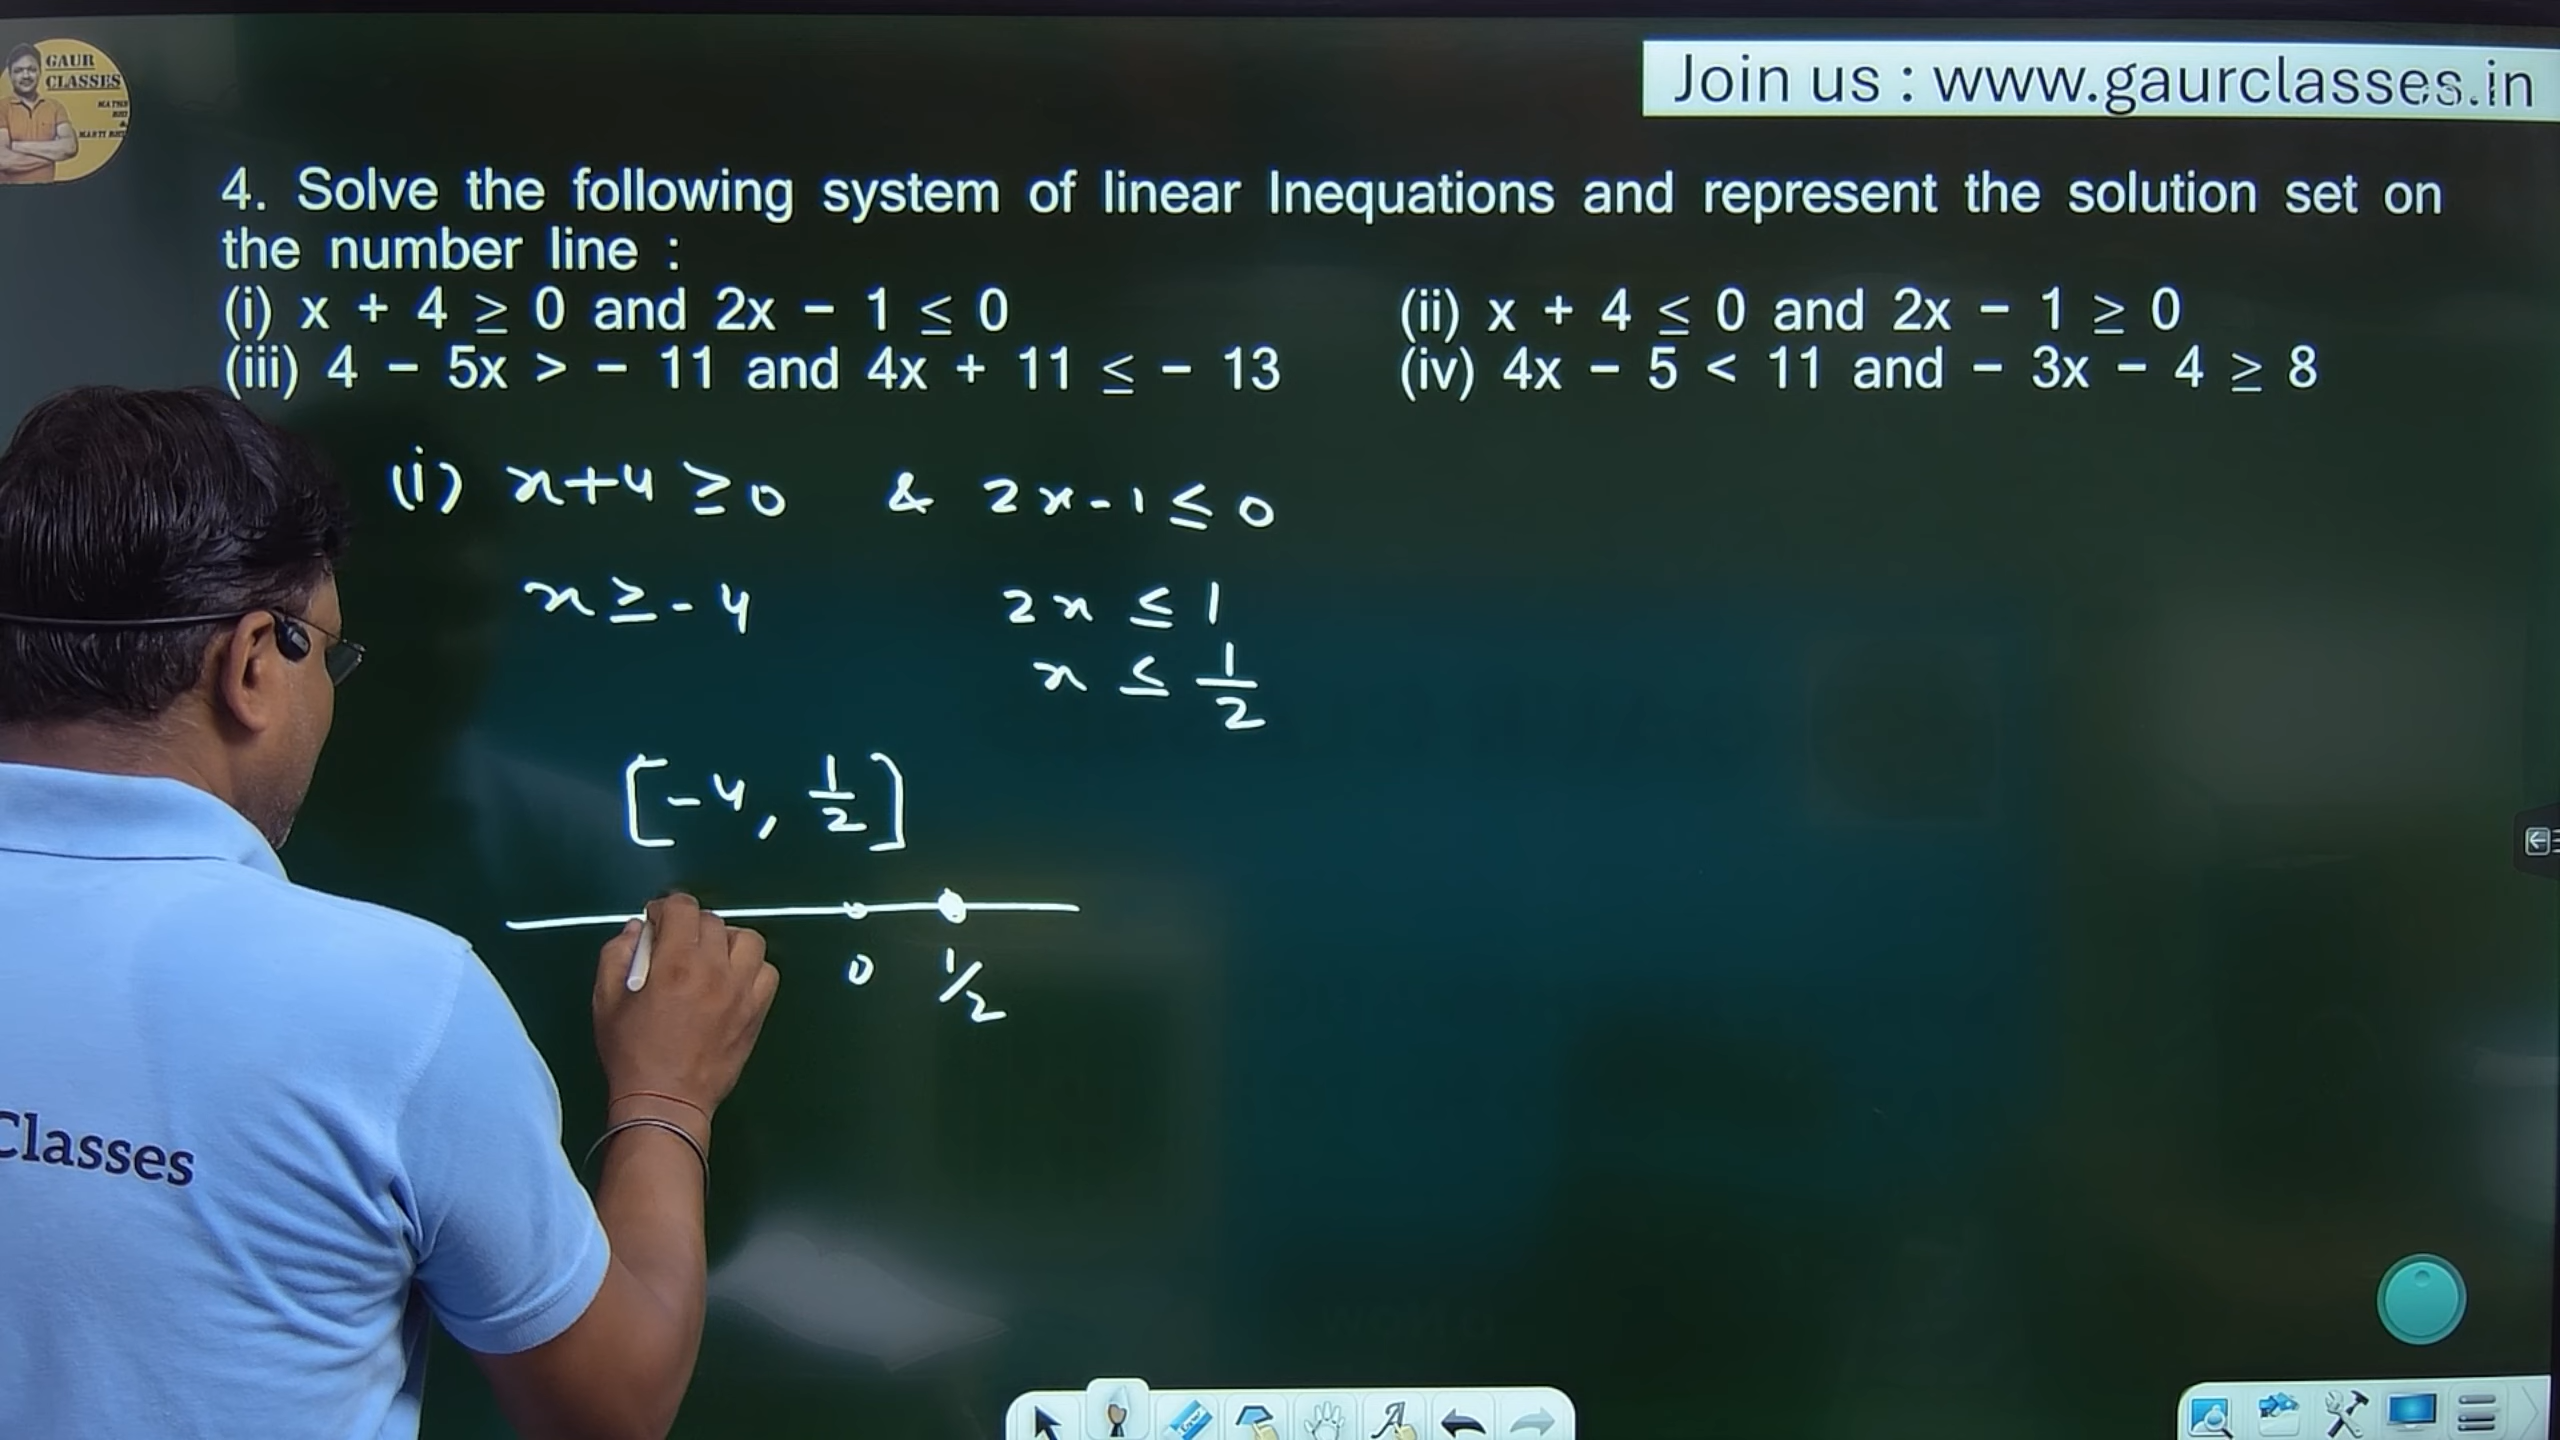 GAUR
CLASSES
MATHS
Join us : www.gaurclasses.in
4. Solve the following system of linear Inequations and represent the solution set on
the number line :
(i) x + 4 ≥ 0 and 2x − 1 ≤ 0
(ii) x + 4 ≤ 0 and 2x − 1 ≥ 0
(iii) 4 − 5x > − 11 and 4x + 11 ≤ − 13
(iv) 4x − 5 < 11 and − 3x − 4 ≥ 8
(i) x+4 ≥ 0 & 2x-1 ≤ 0
x ≥ -4 2x ≤ 1
x ≤ 1/2
[-4, 1/2]
0 1/2
Classes